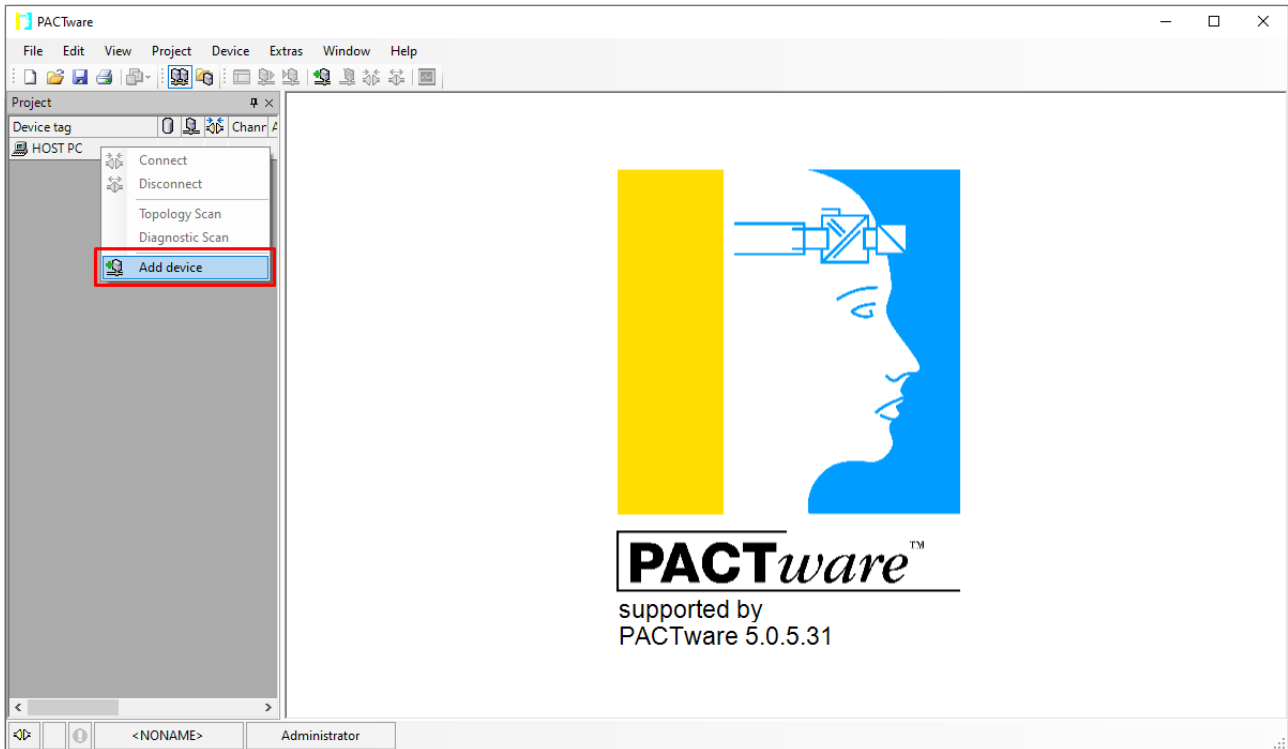 PACTware
File Edit View Project Device Extras Window Help
Project
Device tag Chanr
HOST PC
Connect
Disconnect
Topology Scan
Diagnostic Scan
Add device
PACTware™
supported by
PACTware 5.0.5.31
<NONAME> Administrator